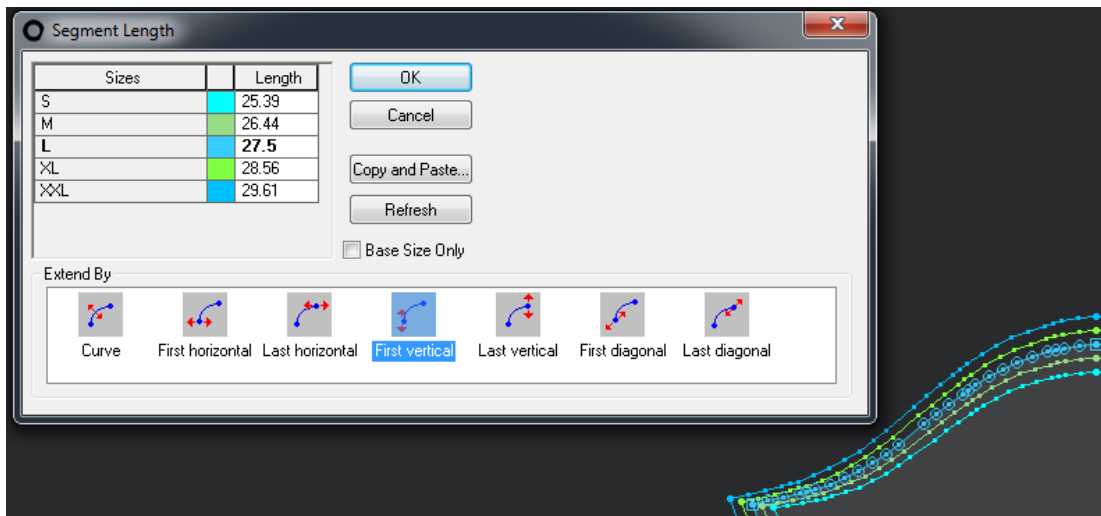 Segment Length
Sizes Length
S 25.39
M 26.44
L 27.5
XL 28.56
XXL 29.61
OK
Cancel
Copy and Paste...
Refresh
Base Size Only
Extend By
Curve First horizontal Last horizontal First vertical Last vertical First diagonal Last diagonal